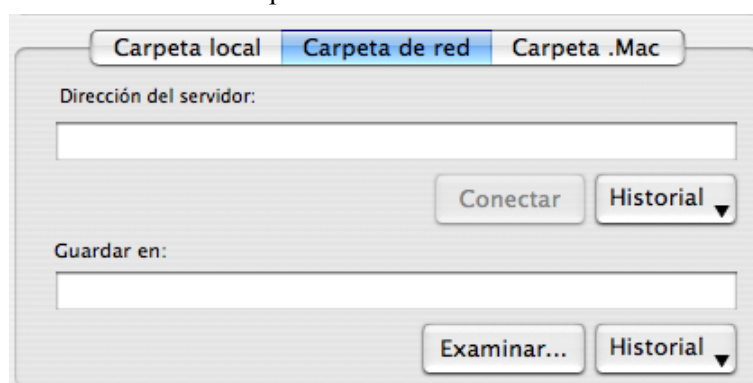 Carpeta local Carpeta de red Carpeta .Mac
Dirección del servidor:
Conectar Historial
Guardar en:
Examinar... Historial